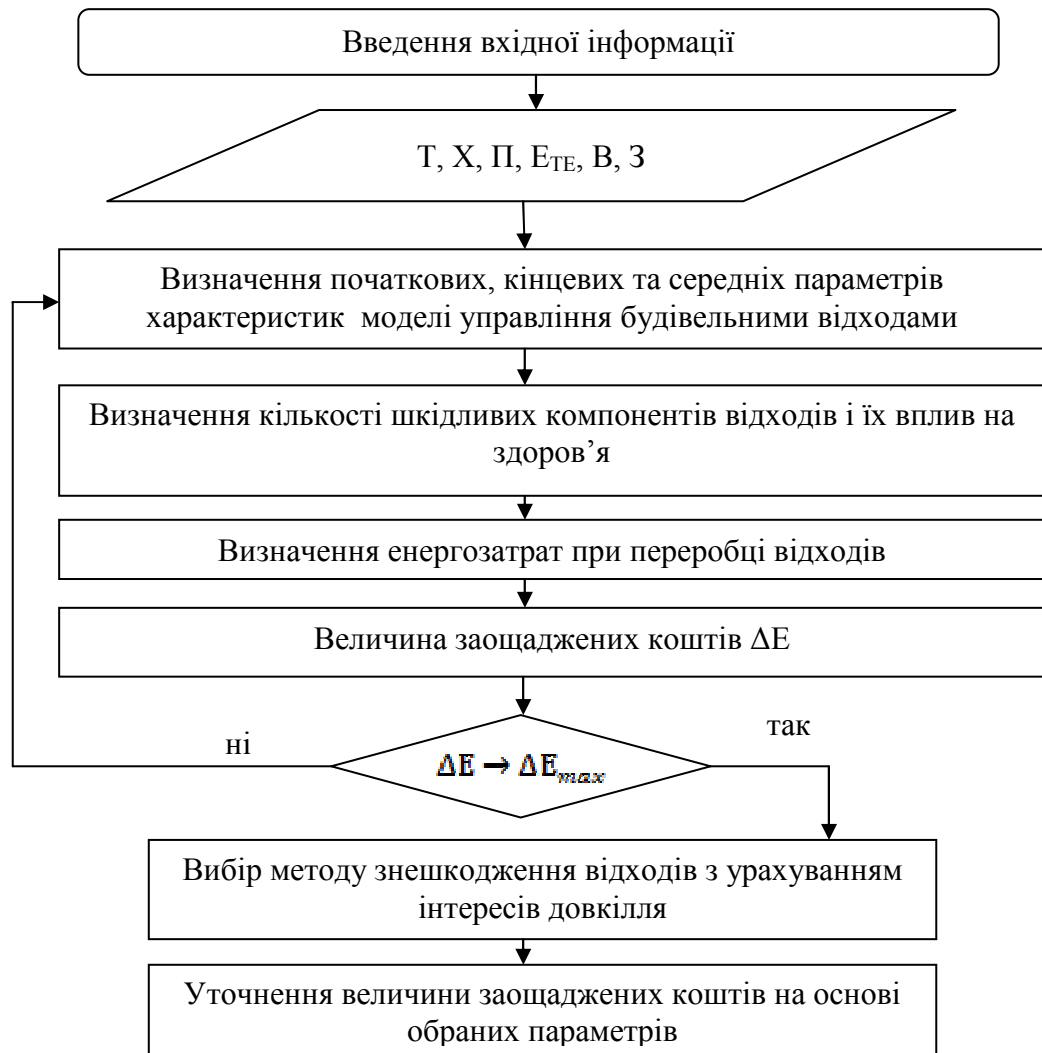 Введення вхідної інформації
Т, Х, П, Е_ТЕ, В, З
Визначення початкових, кінцевих та середніх параметрів
характеристик моделі управління будівельними відходами
Визначення кількості шкідливих компонентів відходів і їх вплив на
здоров’я
Визначення енергозатрат при переробці відходів
Величина заощаджених коштів ΔЕ
ні
так
ΔE → ΔE_max
Вибір методу знешкодження відходів з урахуванням
інтересів довкілля
Уточнення величини заощаджених коштів на основі
обраних параметрів